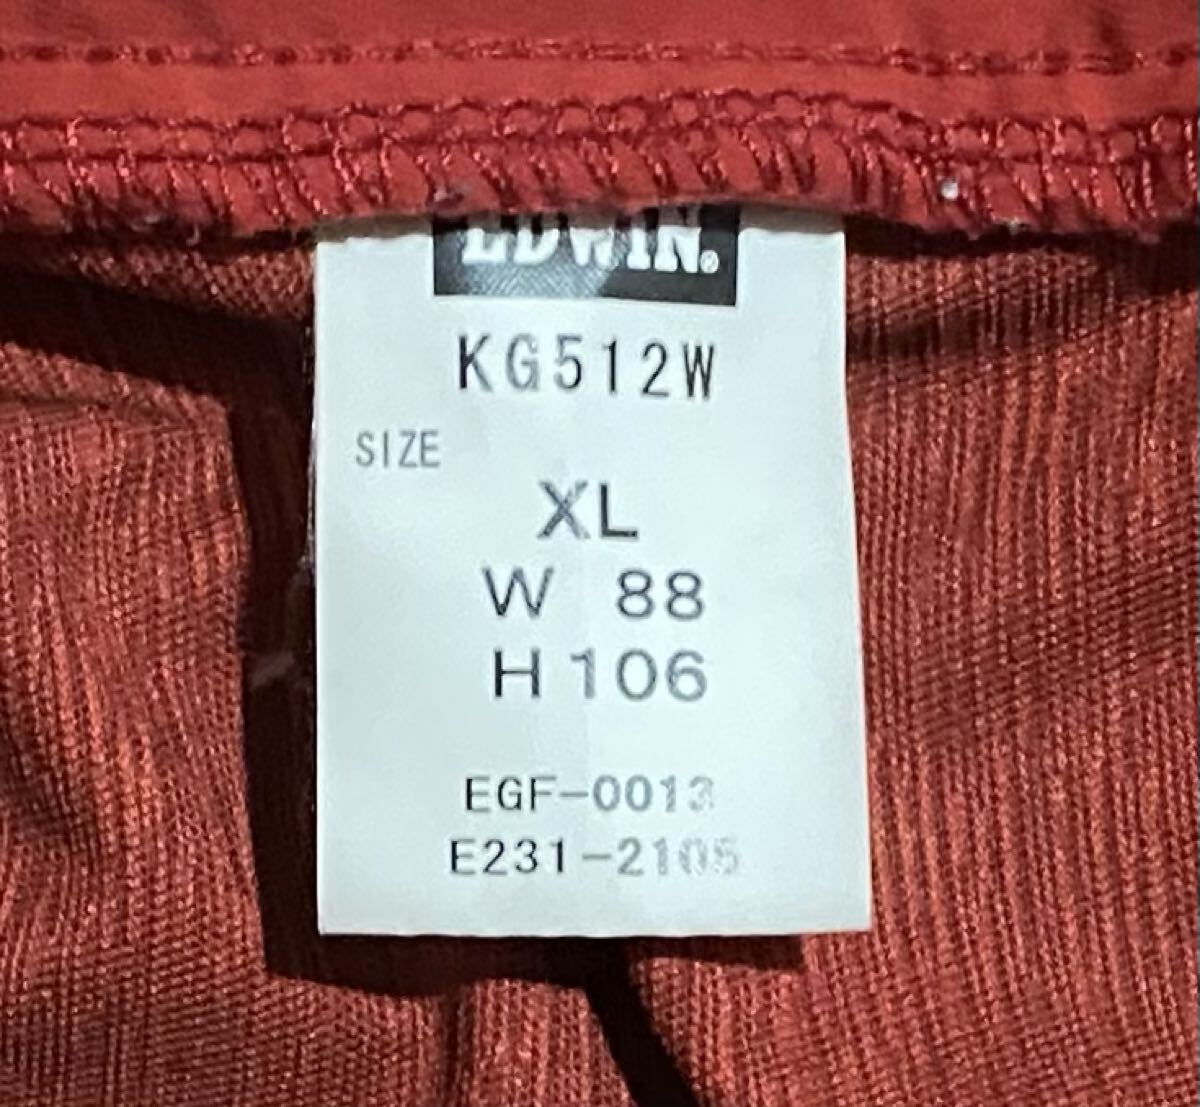 EDWIN®
KG512W
SIZE
XL
W 88
H 106
EGF-0013
E231-2105